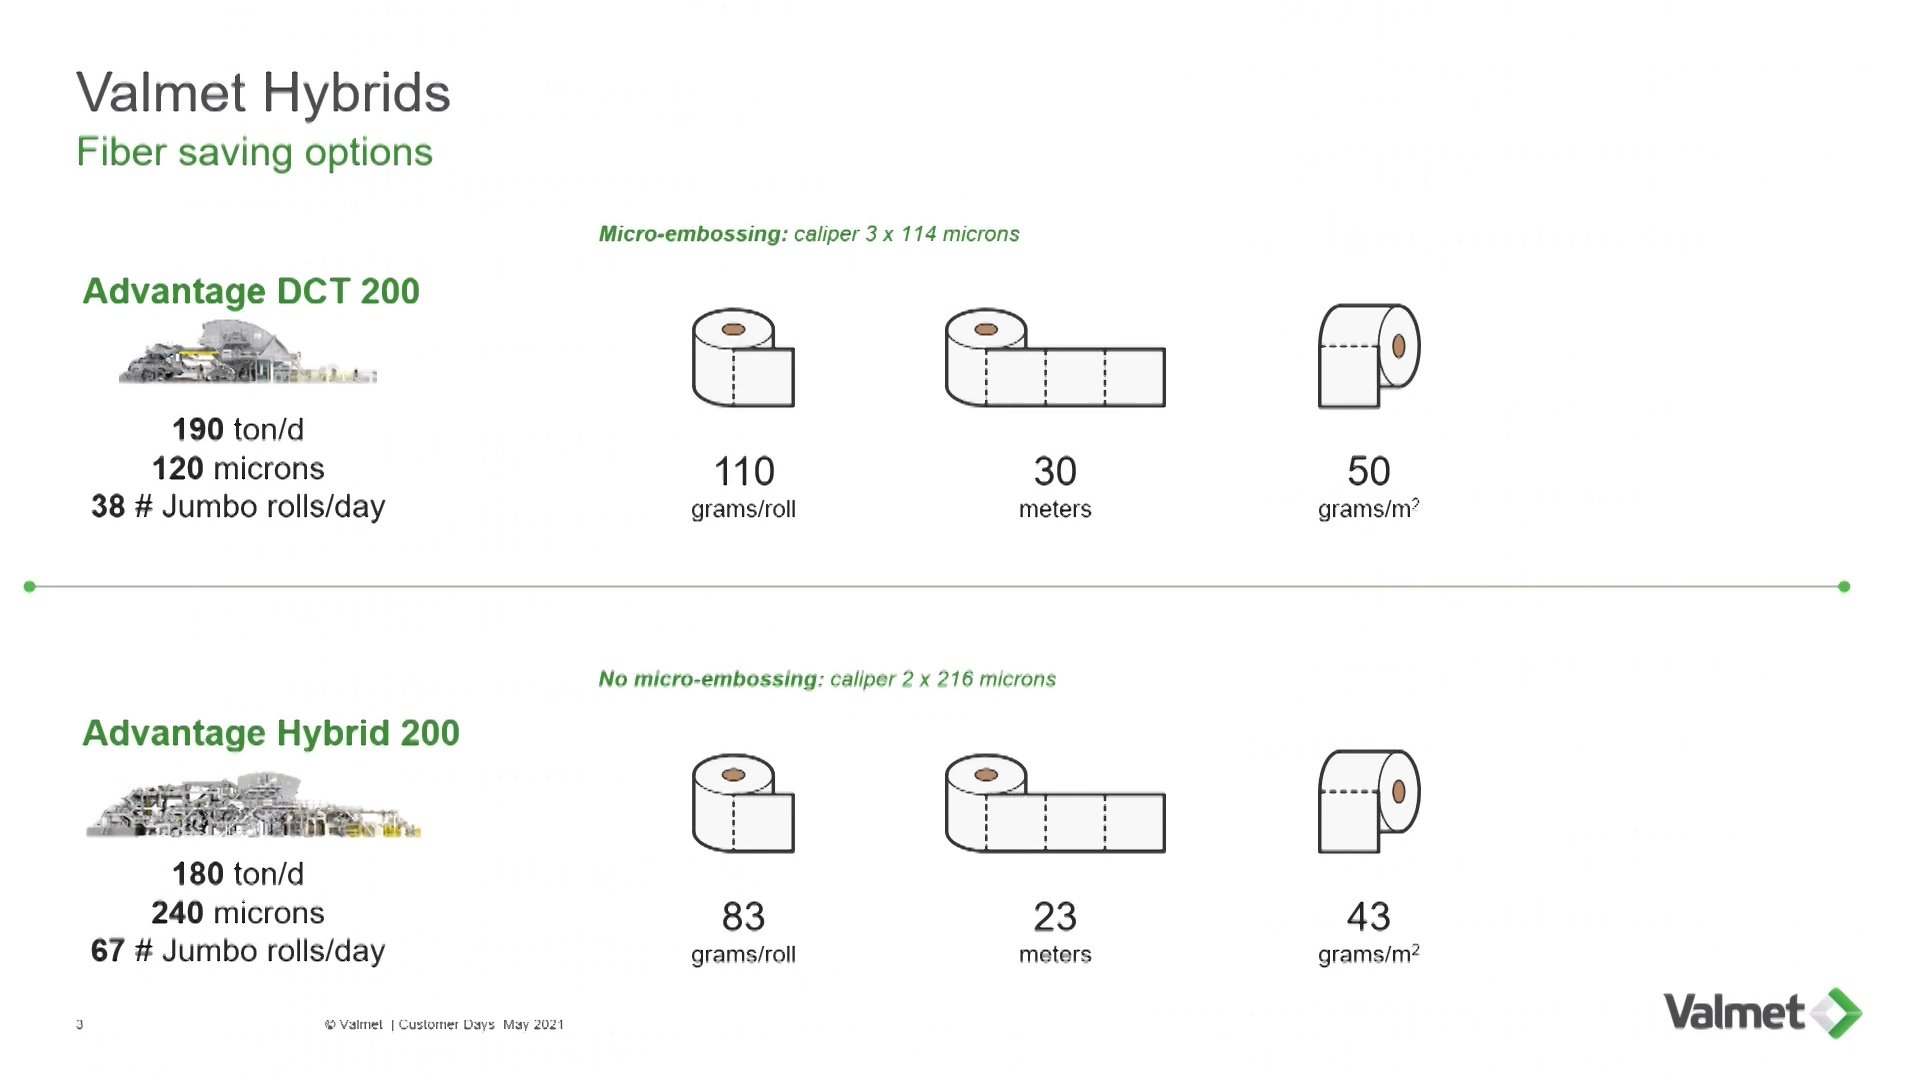 Valmet Hybrids
Fiber saving options
Micro-embossing: caliper 3 x 114 microns
Advantage DCT 200
190 ton/d
120 microns
38 # Jumbo rolls/day
110
grams/roll
30
meters
50
grams/m²
No micro-embossing: caliper 2 x 216 microns
Advantage Hybrid 200
180 ton/d
240 microns
67 # Jumbo rolls/day
83
grams/roll
23
meters
43
grams/m²
3
© Valmet | Customer Days May 2021
Valmet